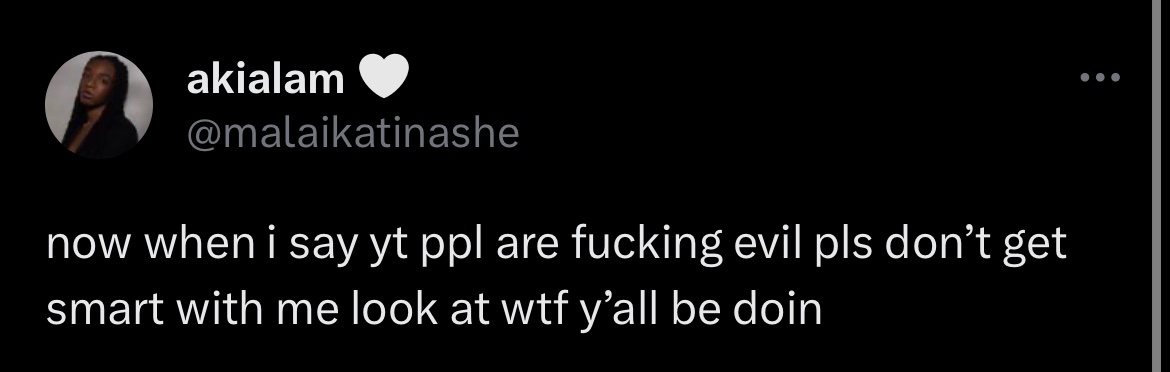 akialam 🤍
@malaikatinashe
now when i say yt ppl are fucking evil pls don’t get
smart with me look at wtf y’all be doin